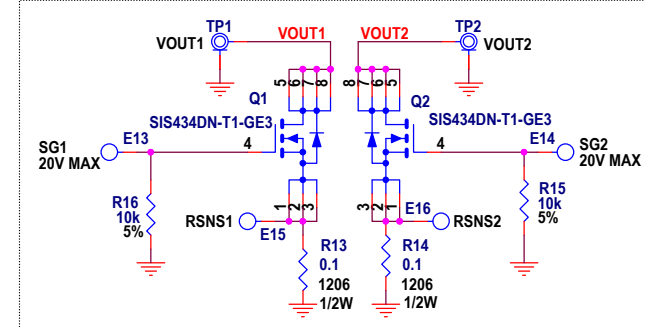 TP1
VOUT1
VOUT1
VOUT2
TP2
VOUT2
5
6
7
8
8
7
6
5
Q1
Q2
SIS434DN-T1-GE3
SIS434DN-T1-GE3
SG1
E13
20V MAX
4
4
E14
SG2
20V MAX
R16
10k
5%
R15
10k
5%
1
2
3
3
2
1
RSNS1
E15
E16
RSNS2
R13
0.1
1206
1/2W
R14
0.1
1206
1/2W